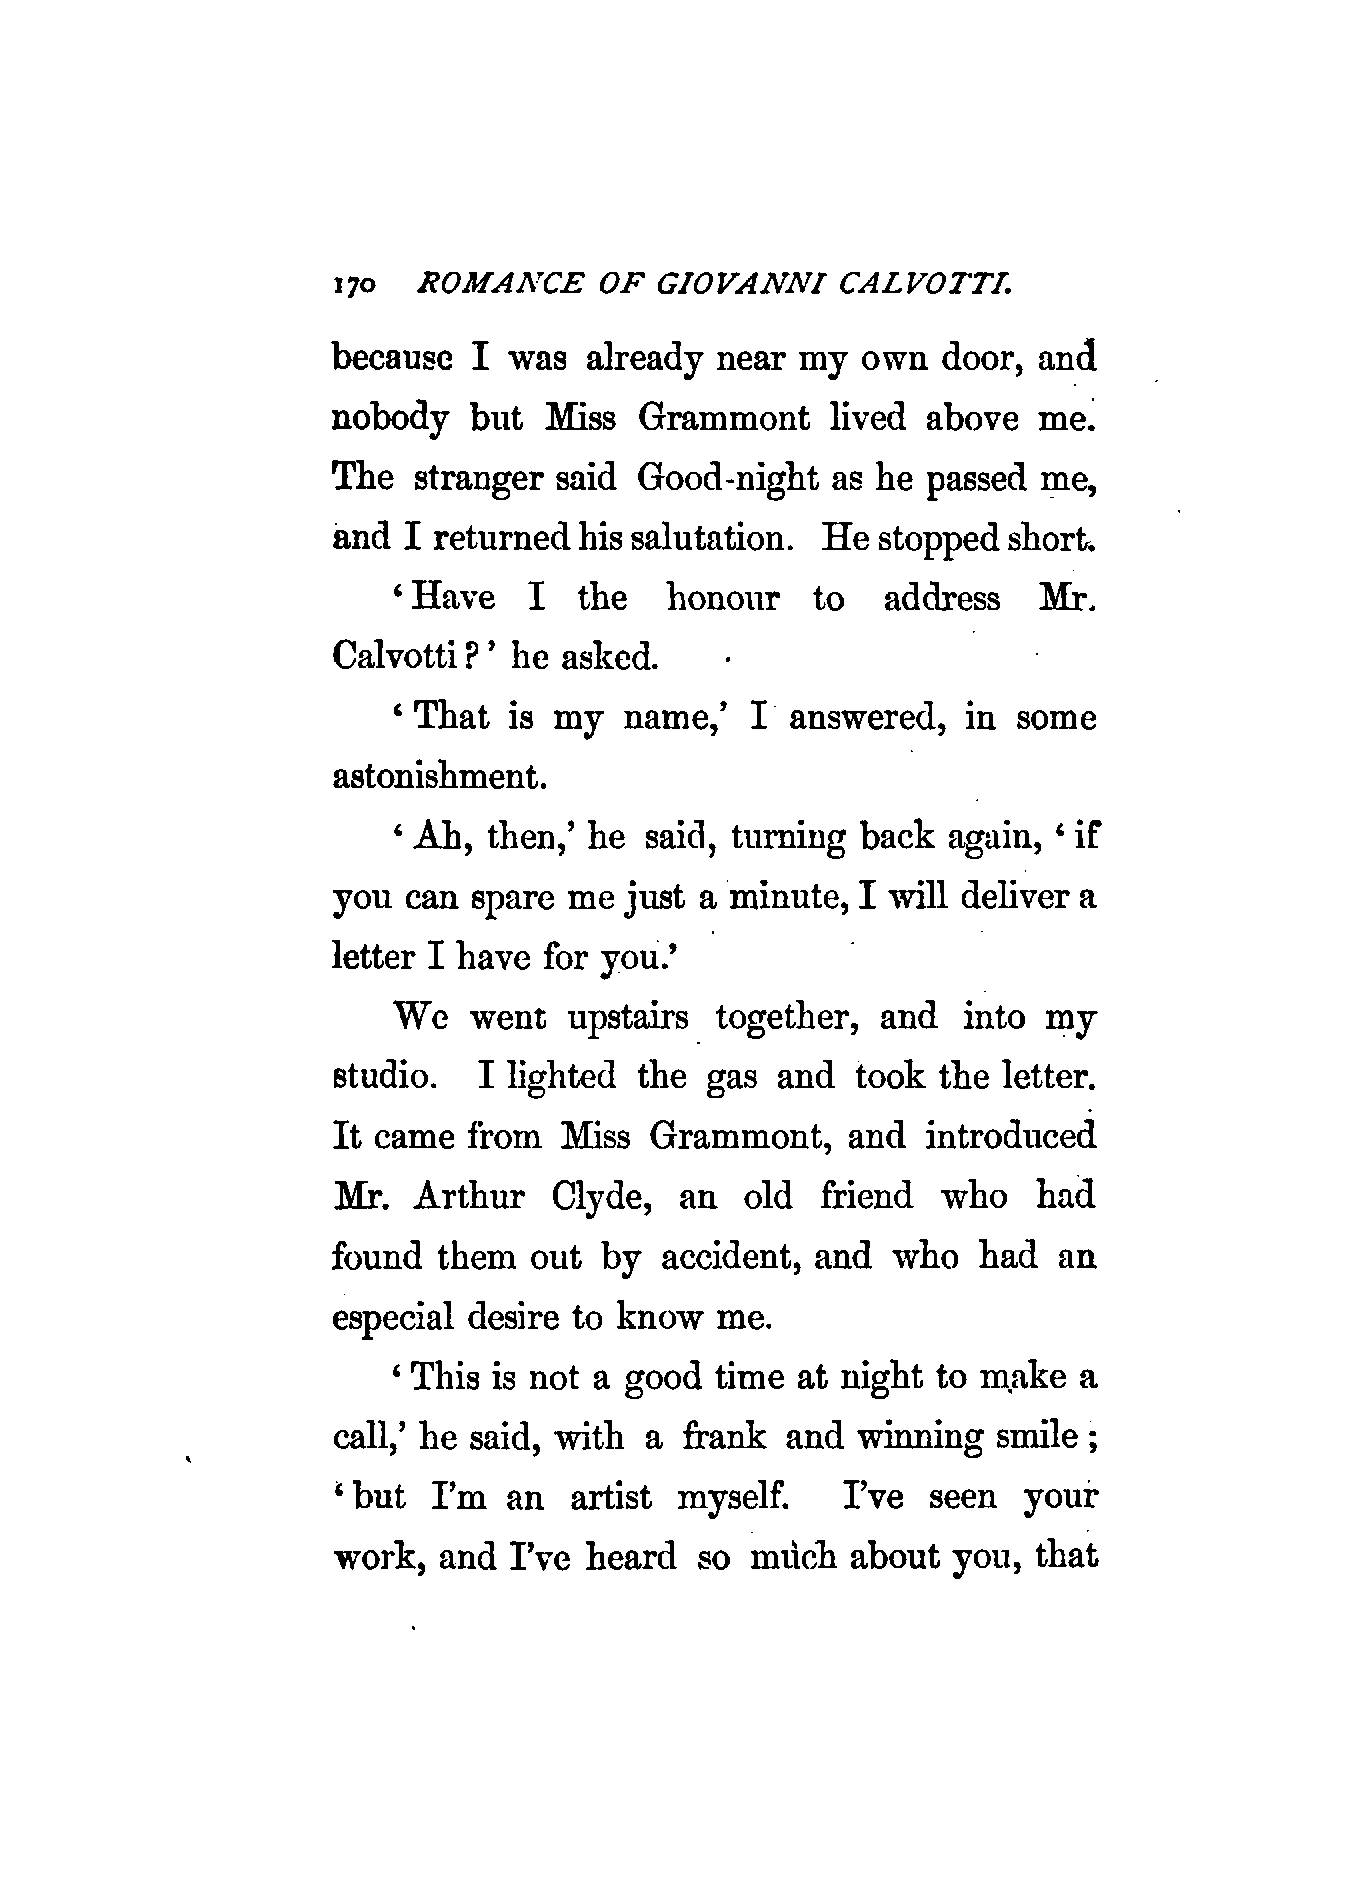 170 ROMANCE OF GIOVANNI CALVOTTI.
because I was already near my own door, and
nobody but Miss Grammont lived above me.
The stranger said Good-night as he passed me,
and I returned his salutation. He stopped short.
‘Have I the honour to address Mr.
Calvotti?’ he asked.
‘That is my name,’ I answered, in some
astonishment.
‘Ah, then,’ he said, turning back again, ‘if
you can spare me just a minute, I will deliver a
letter I have for you.’
We went upstairs together, and into my
studio. I lighted the gas and took the letter.
It came from Miss Grammont, and introduced
Mr. Arthur Clyde, an old friend who had
found them out by accident, and who had an
especial desire to know me.
‘This is not a good time at night to make a
call,’ he said, with a frank and winning smile;
‘but I’m an artist myself. I’ve seen your
work, and I’ve heard so much about you, that